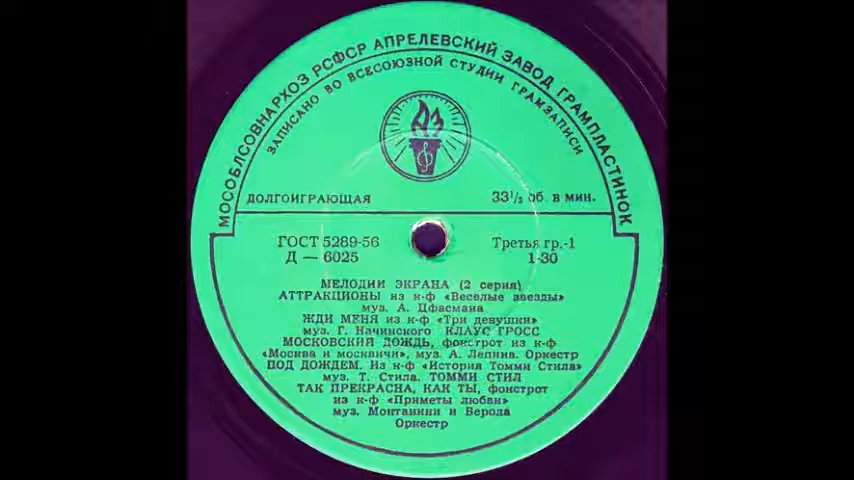 МОСОБЛСОВНАРХОЗ РСФСР АПРЕЛЕВСКИЙ ЗАВОД ГРАМПЛАСТИНОК
ЗАПИСАНО ВО ВСЕСОЮЗНОЙ СТУДИИ ГРАМЗАПИСИ
ДОЛГОИГРАЮЩАЯ 33⅓ об. в мин.
ГОСТ 5289-56 Третья гр.-1
Д — 6025 1-30
МЕЛОДИИ ЭКРАНА (2 серия)
АТТРАКЦИОНЫ из к-ф «Веселые звезды»
муз. А. Цфасмана
ЖДИ МЕНЯ из к-ф «Три девушки»
муз. Г. Начинского КЛАУС ГРОСС
МОСКОВСКИЙ ДОЖДЬ, фокстрот из к-ф
«Москва и москвичи», муз. А. Лепина. Оркестр
ПОД ДОЖДЕМ. Из к-ф «История Томми Стила»
муз. Т. Стила. ТОММИ СТИЛ
ТАК ПРЕКРАСНА, КАК ТЫ, фокстрот
из к-ф «Приметы любви»
муз. Монтанини и Верола
Оркестр